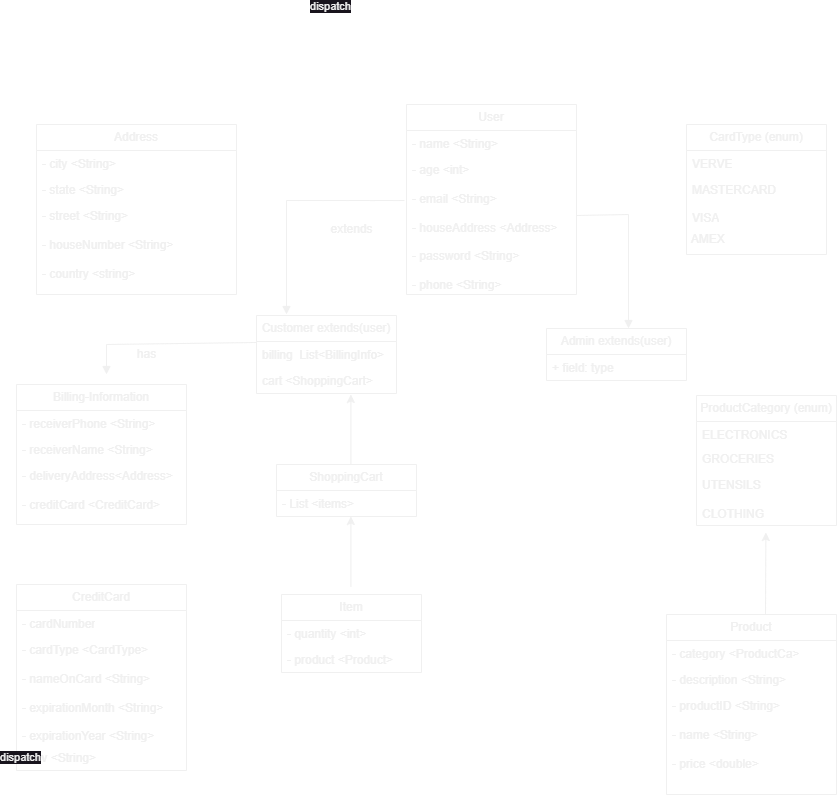 dispatch
User
- name <String>
- age <int>
- email <String>
- houseAddress <Address>
- password <String>
- phone <String>
Address
- city <String>
- state <String>
- street <String>
- houseNumber <String>
- country <string>
CardType (enum)
VERVE
MASTERCARD
VISA
AMEX
extends
Customer extends(user)
billing List<BillingInfo>
cart <ShoppingCart>
Admin extends(user)
+ field: type
has
Billing-Information
- receiverPhone <String>
- receiverName <String>
- deliveryAddress<Address>
- creditCard <CreditCard>
ProductCategory (enum)
ELECTRONICS
GROCERIES
UTENSILS
CLOTHING
ShoppingCart
- List <items>
CreditCard
- cardNumber
- cardType <CardType>
- nameOnCard <String>
- expirationMonth <String>
- expirationYear <String>
<String>
dispatch
Item
- quantity <int>
- product <Product>
Product
- category <ProductCa>
- description <String>
- productID <String>
- name <String>
- price <double>